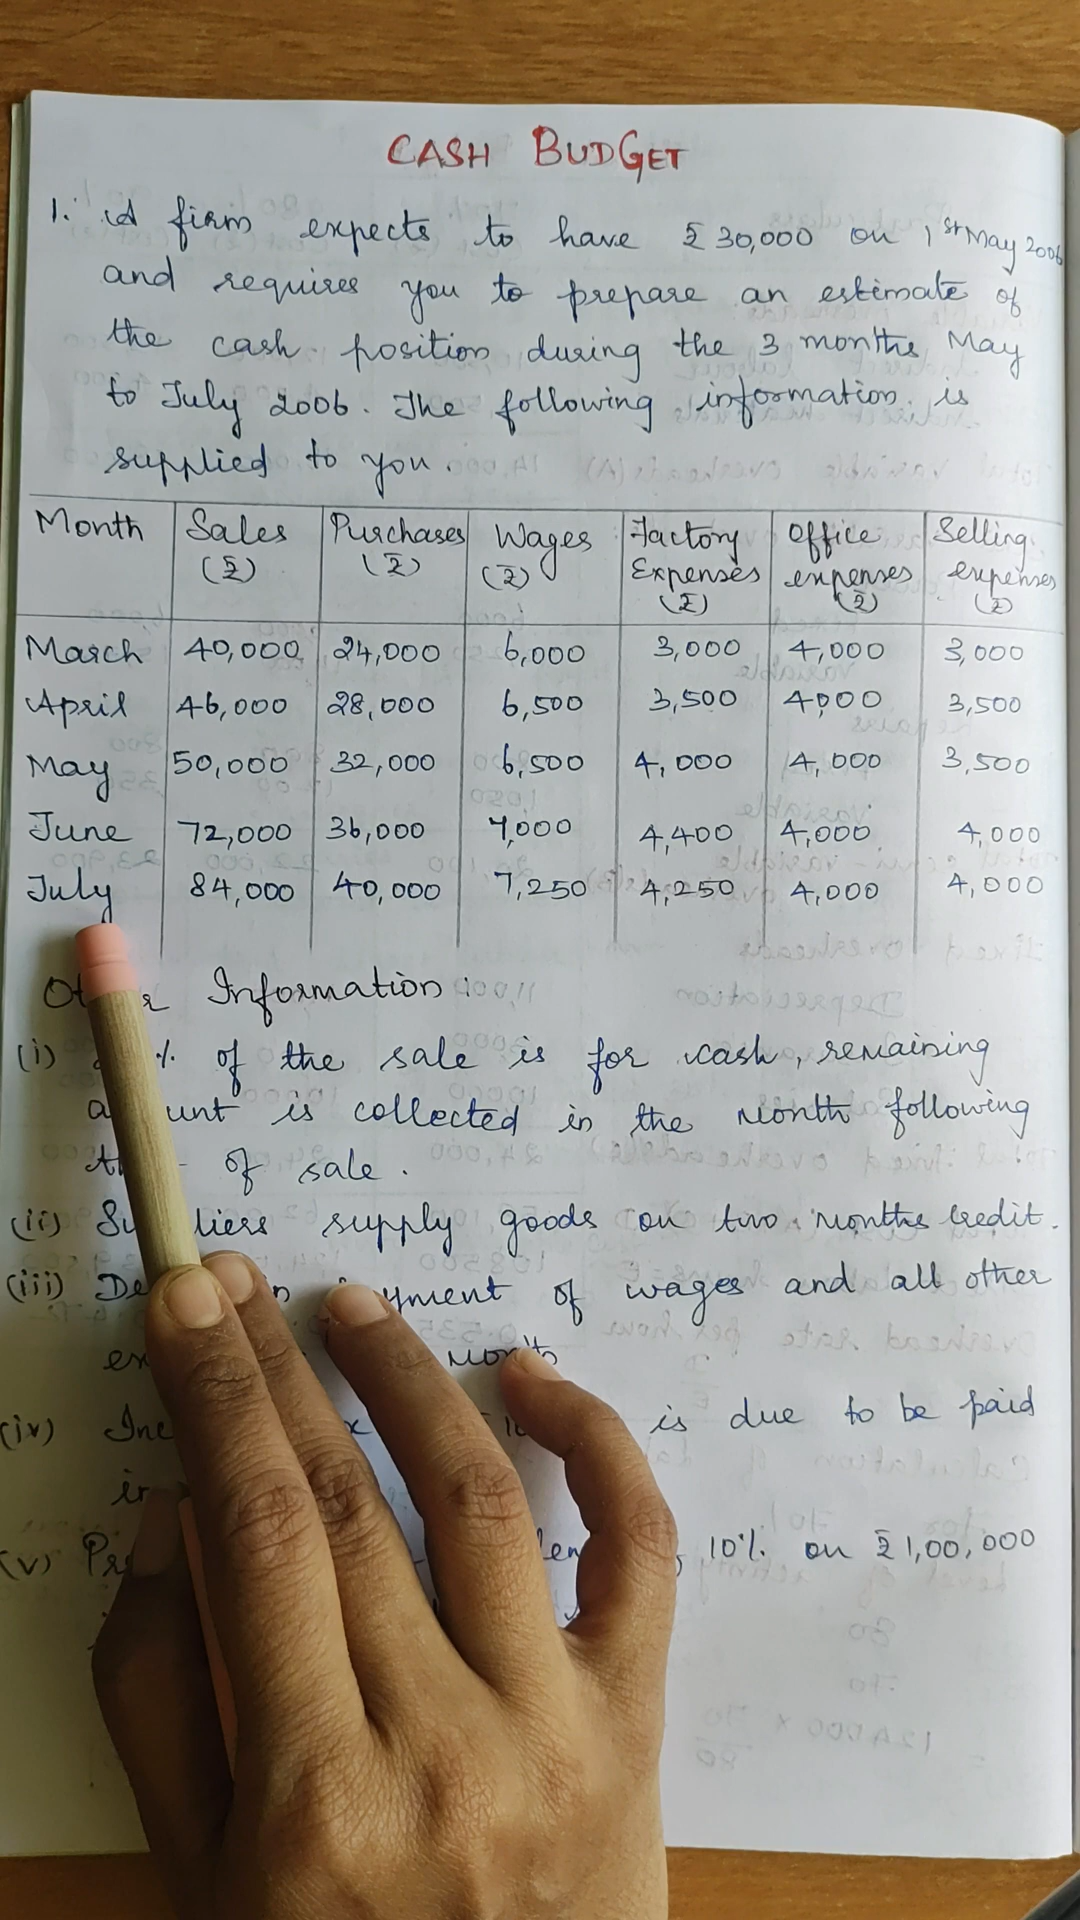 CASH BUDGET
1. A firm expects to have ₹ 30,000 on 1st May 2006
and requires you to prepare an estimate of
the cash position during the 3 months May
to July 2006. The following information is
supplied to you.
Month Sales (₹) Purchases (₹) Wages (₹) Factory Expenses (₹) Office expenses (₹) Selling expenses (₹)
March 40,000 24,000 6,000 3,000 4,000 3,000
April 46,000 28,000 6,500 3,500 4000 3,500
May 50,000 32,000 6,500 4,000 4,000 3,500
June 72,000 36,000 7,000 4,400 4,000 4,000
July 84,000 40,000 7,250 4,250 4,000 4,000
Information:
(i) % of the sale is for cash, remaining
is collected in the month following
of sale.
(ii) supply goods on two months credit.
(iii) of wages and all other
month
(iv) is due to be paid
(v) 10% on ₹ 1,00,000